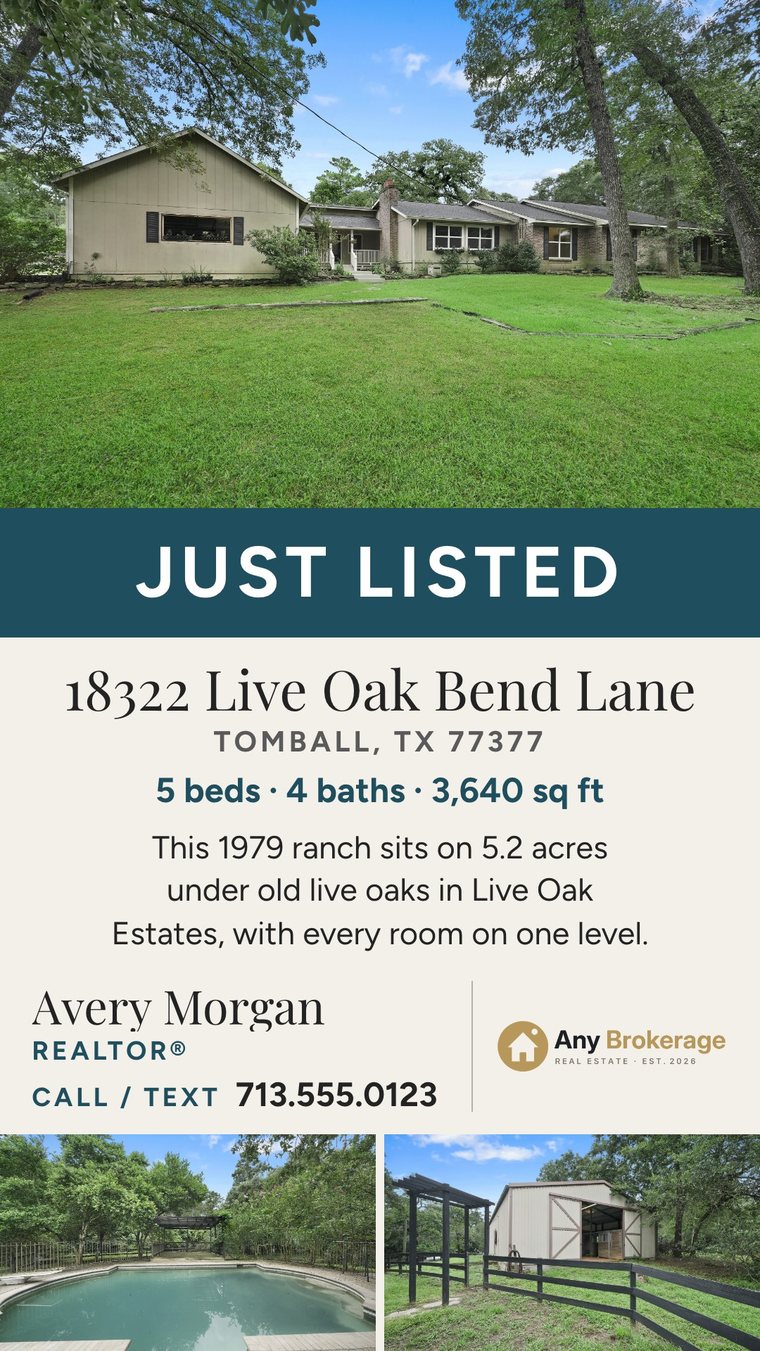 JUST LISTED
18322 Live Oak Bend Lane
TOMBALL, TX 77377
5 beds · 4 baths · 3,640 sq ft
This 1979 ranch sits on 5.2 acres
under old live oaks in Live Oak
Estates, with every room on one level.
Avery Morgan
REALTOR®
CALL / TEXT 713.555.0123
Any Brokerage
REAL ESTATE · EST. 2026